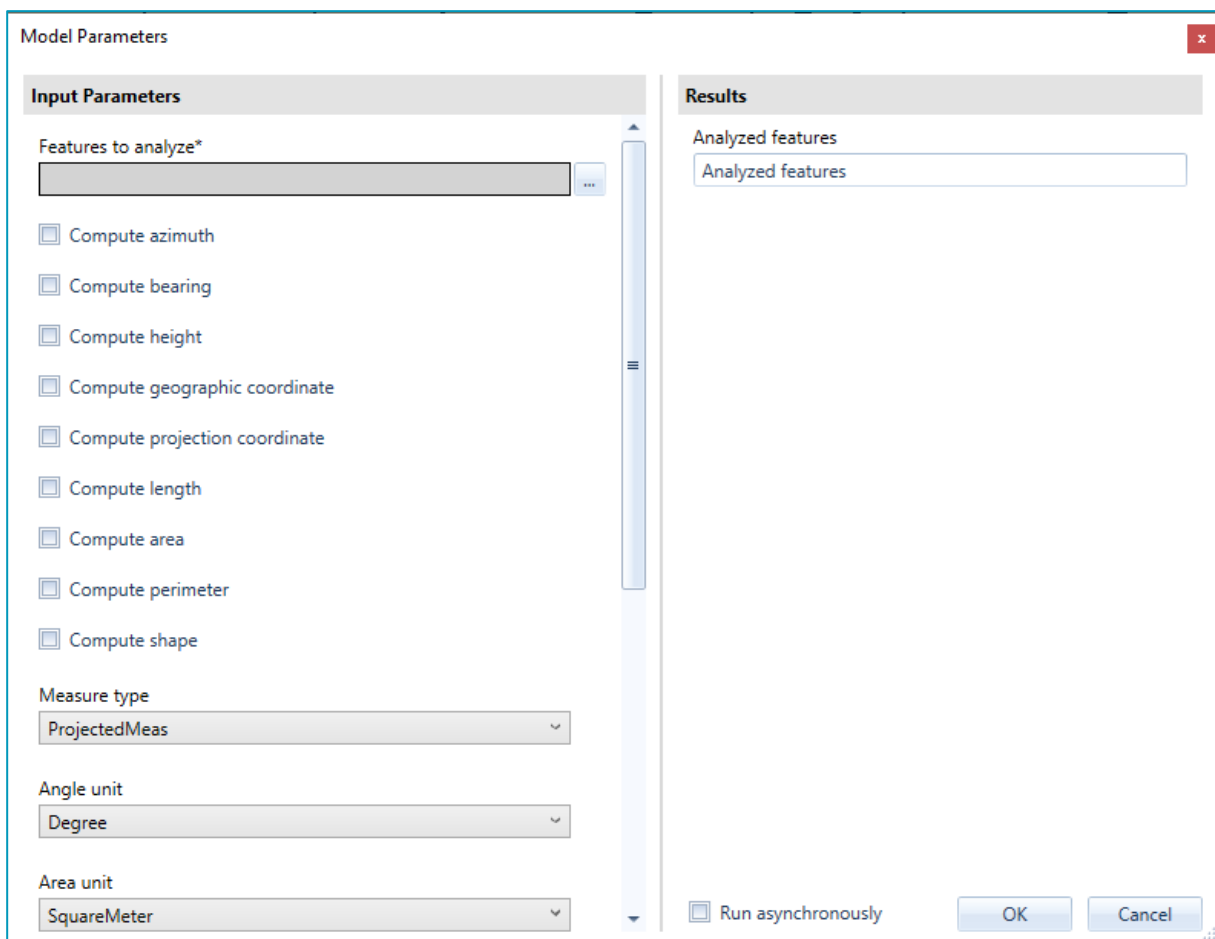 Model Parameters
x
Input Parameters
Features to analyze*
...
Compute azimuth
Compute bearing
Compute height
Compute geographic coordinate
Compute projection coordinate
Compute length
Compute area
Compute perimeter
Compute shape
Measure type
ProjectedMeas
Angle unit
Degree
Area unit
SquareMeter
Results
Analyzed features
Analyzed features
Run asynchronously
OK
Cancel